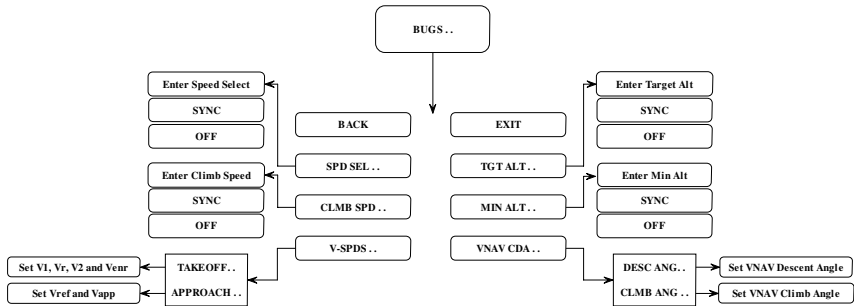 BUGS . .
Enter Speed Select
SYNC
OFF
Enter Target Alt
SYNC
OFF
BACK
EXIT
SPD SEL . .
TGT ALT . .
Enter Climb Speed
SYNC
OFF
Enter Min Alt
SYNC
OFF
CLMB SPD . .
MIN ALT . .
V-SPDS . .
VNAV CDA . .
Set V1, Vr, V2 and Venr
TAKEOFF. .
DESC ANG. .
Set VNAV Descent Angle
Set Vref and Vapp
APPROACH . .
CLMB ANG . .
Set VNAV Climb Angle